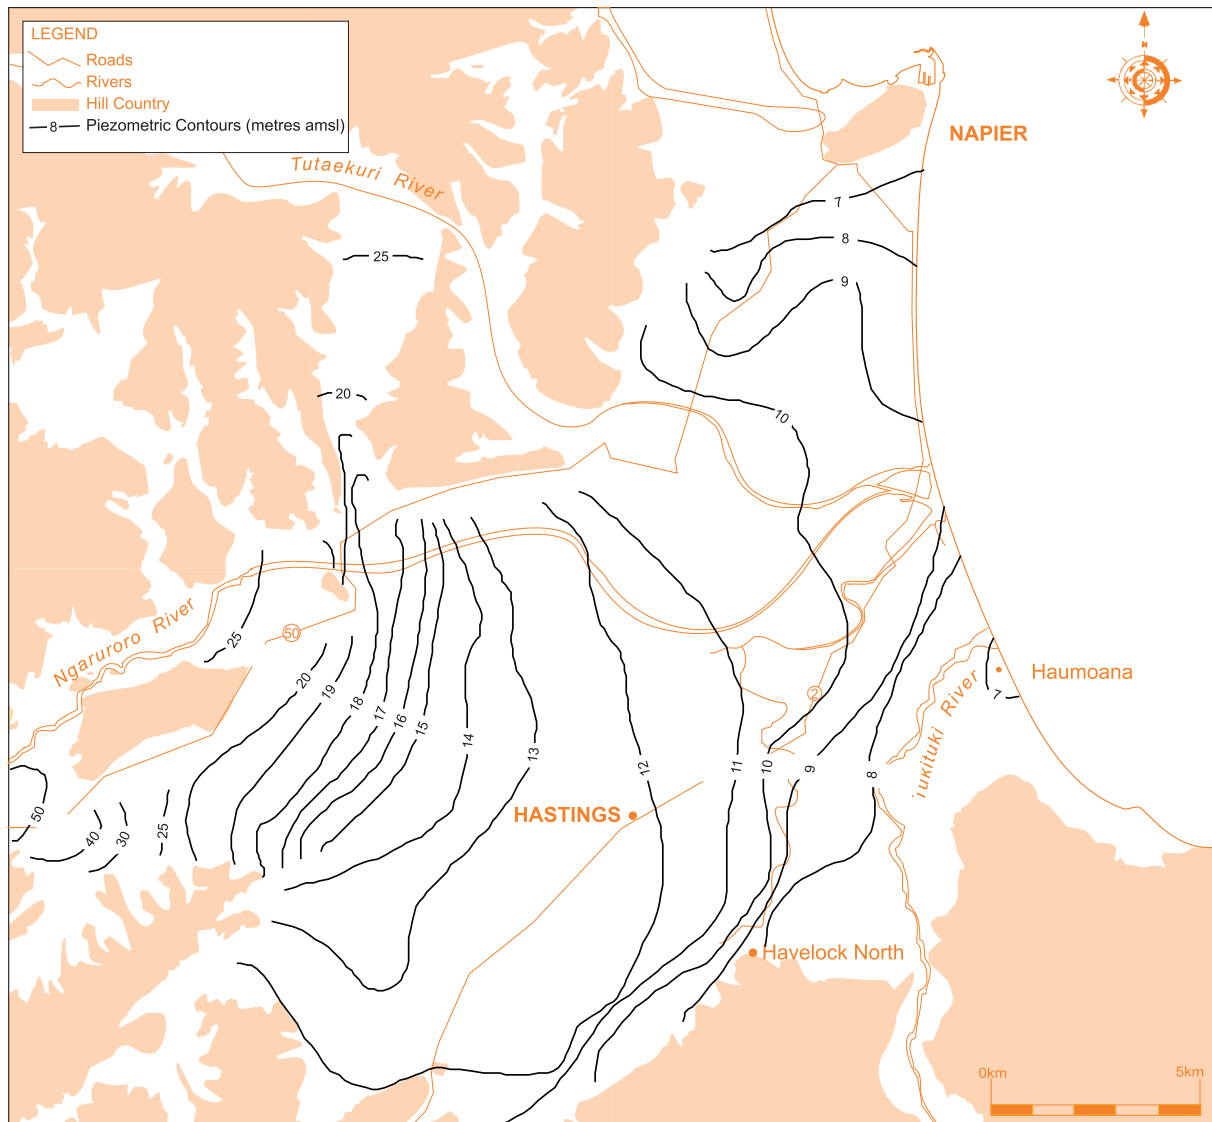 LEGEND
Roads
Rivers
Hill Country
8 Piezometric Contours (metres amsl)
N
NAPIER
Tutaekuri River
7
8
25
9
20
10
Ngaruroro River
25
50
20
19
18
17
16
15
14
13
12
11
10
9
8
2
7
Haumoana
Tukituki River
HASTINGS
50
40
30
25
Havelock North
0km
5km